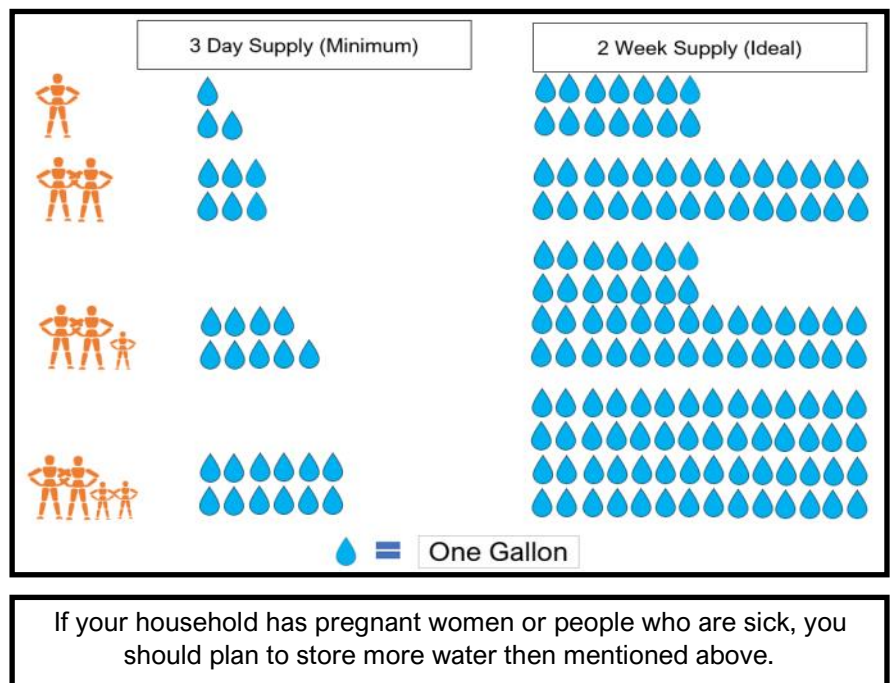 3 Day Supply (Minimum)
2 Week Supply (Ideal)
= One Gallon
If your household has pregnant women or people who are sick, you
should plan to store more water then mentioned above.